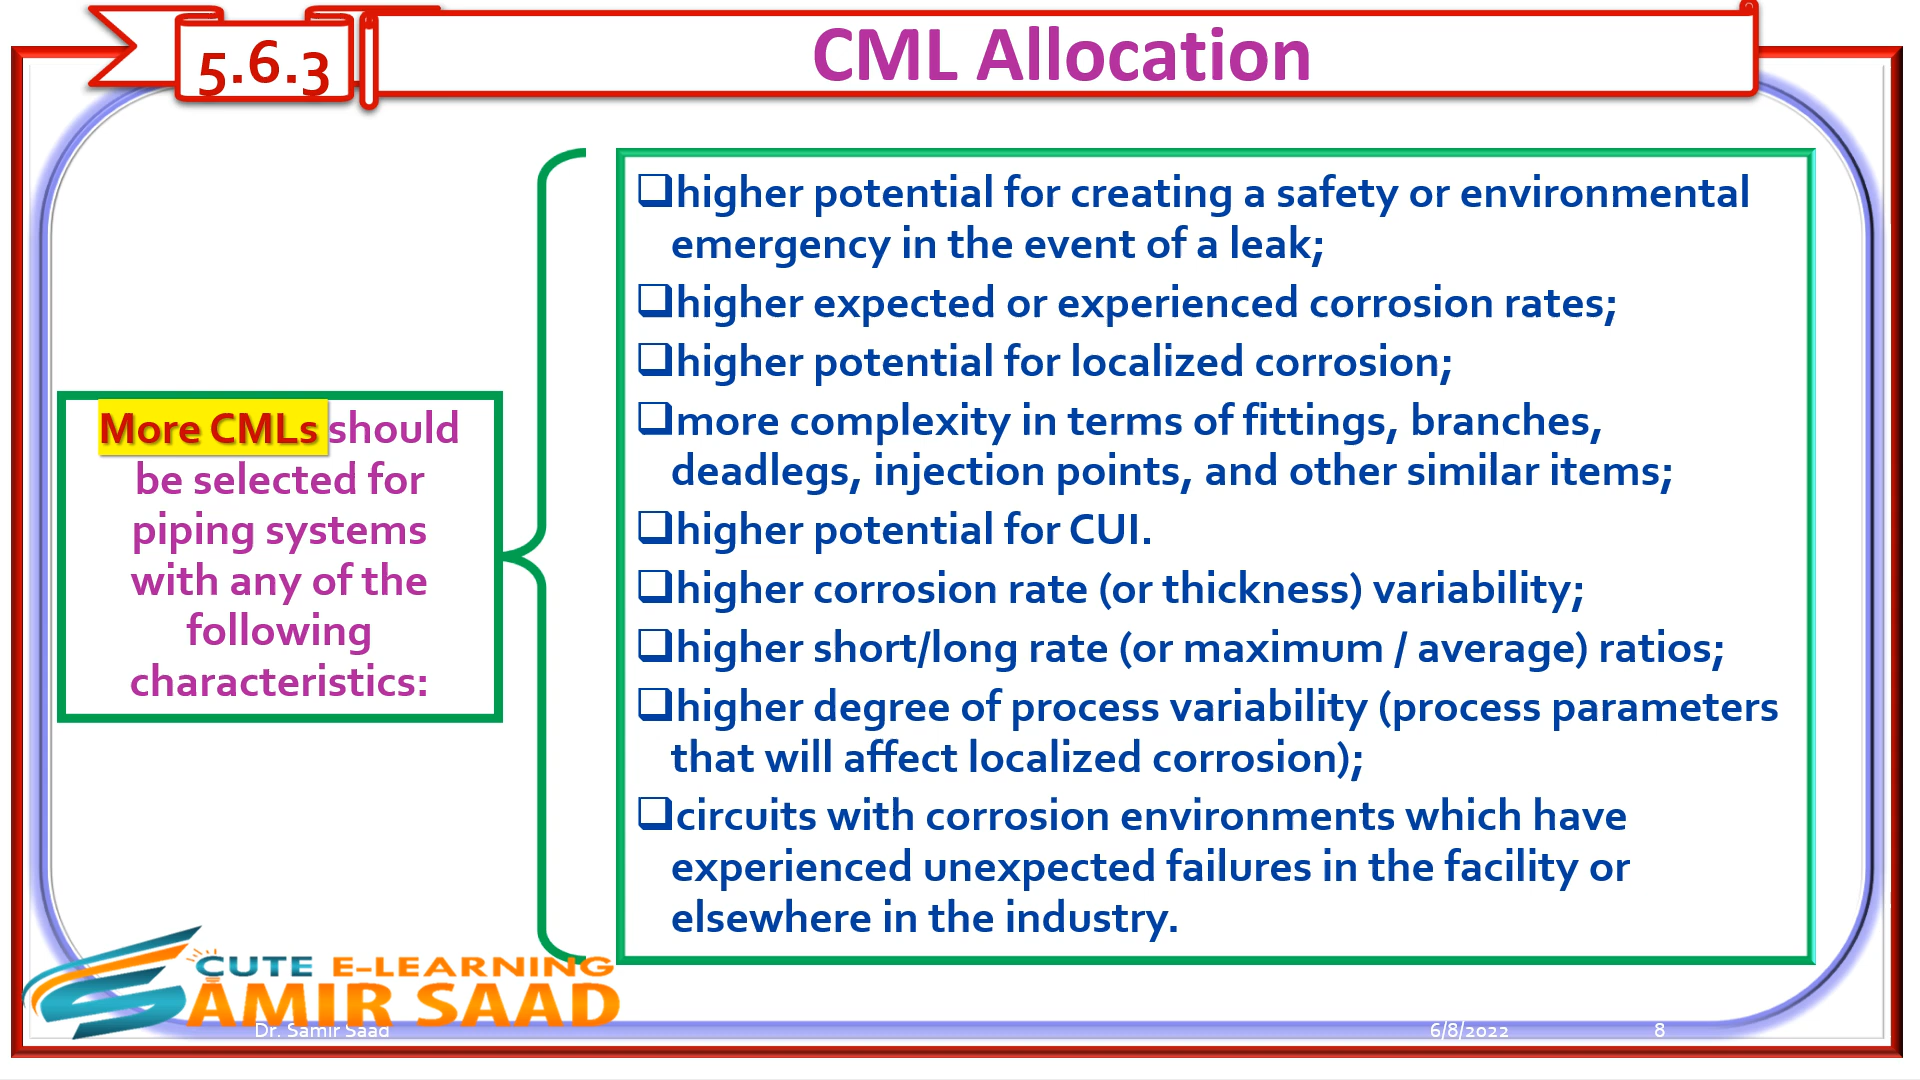 5.6.3
CML Allocation
More CMLs should
be selected for
piping systems
with any of the
following
characteristics:
❑higher potential for creating a safety or environmental
emergency in the event of a leak;
❑higher expected or experienced corrosion rates;
❑higher potential for localized corrosion;
❑more complexity in terms of fittings, branches,
deadlegs, injection points, and other similar items;
❑higher potential for CUI.
❑higher corrosion rate (or thickness) variability;
❑higher short/long rate (or maximum / average) ratios;
❑higher degree of process variability (process parameters
that will affect localized corrosion);
❑circuits with corrosion environments which have
experienced unexpected failures in the facility or
elsewhere in the industry.
CUTE E-LEARNING
AMIR SAAD
Dr. Samir Saad
6/8/2022
8